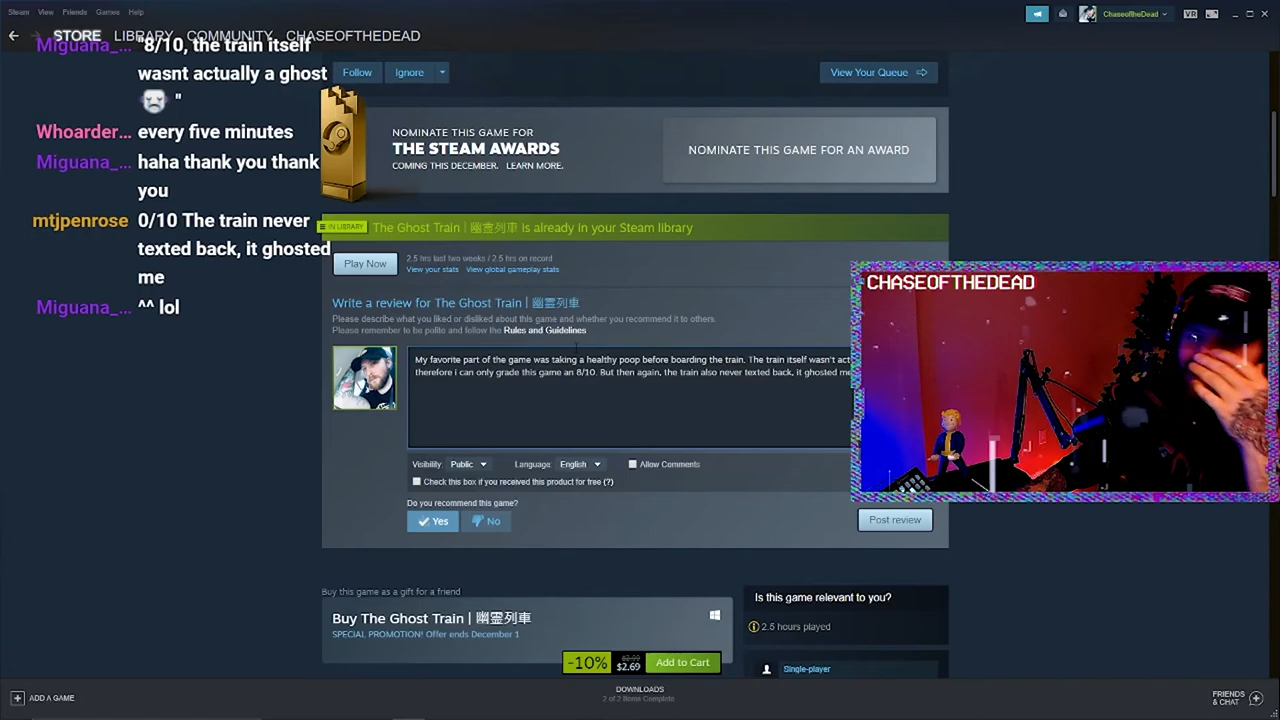 Steam View Friends Games Help
ChaseoftheDead
VR
STORE LIBRARY COMMUNITY CHASEOFTHEDEAD
Miguana_... "8/10, the train itself
wasnt actually a ghost
"
Whoarder... every five minutes
Miguana_... haha thank you thank
you
mtjpenrose 0/10 The train never
texted back, it ghosted
me
Miguana_... ^^ lol
Follow Ignore View Your Queue
NOMINATE THIS GAME FOR
THE STEAM AWARDS
COMING THIS DECEMBER. LEARN MORE.
NOMINATE THIS GAME FOR AN AWARD
IN LIBRARY The Ghost Train | 幽霊列車 is already in your Steam library
Play Now
2.5 hrs last two weeks / 2.5 hrs on record
View your stats View global gameplay stats
Write a review for The Ghost Train | 幽霊列車
Please describe what you liked or disliked about this game and whether you recommend it to others.
Please remember to be polite and follow the Rules and Guidelines
My favorite part of the game was taking a healthy poop before boarding the train. The train itself wasn't act
therefore i can only grade this game an 8/10. But then again, the train also never texted back, it ghosted me
Visibility: Public Language: English Allow Comments
Check this box if you received this product for free (?)
Do you recommend this game?
Yes No
Post review
CHASEOFTHEDEAD
Buy this game as a gift for a friend
Buy The Ghost Train | 幽霊列車
SPECIAL PROMOTION! Offer ends December 1
-10% $2.99 $2.69 Add to Cart
Is this game relevant to you?
2.5 hours played
Single-player
ADD A GAME
DOWNLOADS
2 of 2 Items Complete
FRIENDS
& CHAT